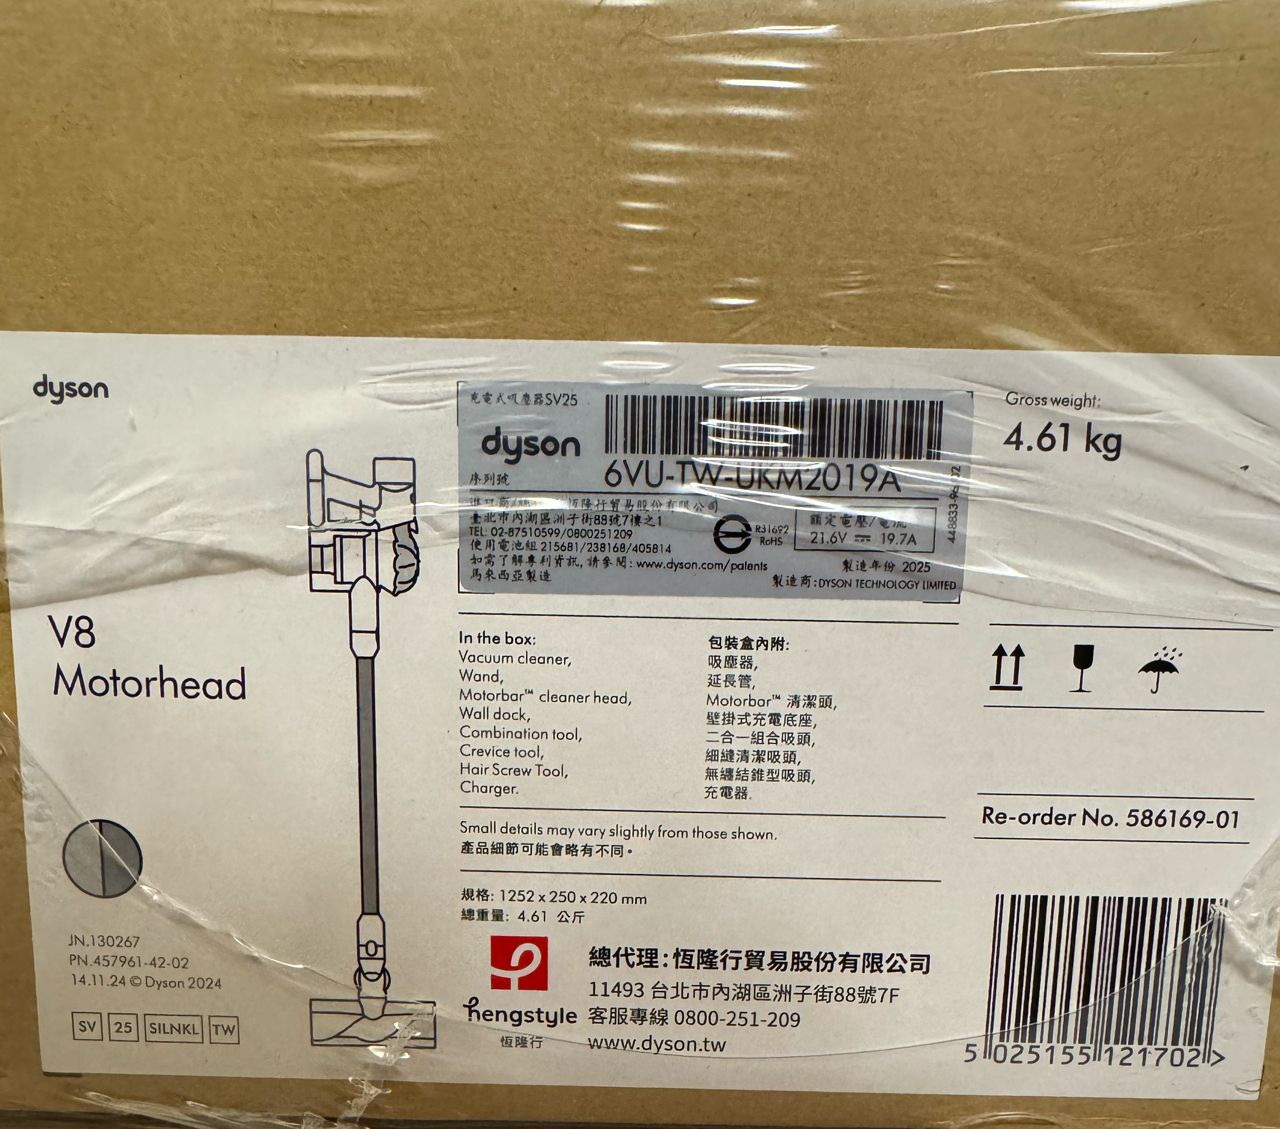 dyson
V8
Motorhead
JN.130267
PN.457961-42-02
14.11.24 © Dyson 2024
SV 25 SILNKL TW
充電式吸塵器SV25
dyson
序列號
6VU-TW-UKM2019A
恆隆行貿易股份有限公司
臺北市內湖區洲子街88號7樓之1
TEL: 02-87510599/0800251209
使用電池組 215681/238168/405814
如需了解專利資訊, 請參閱: www.dyson.com/patents
馬來西亞製造
R31692
RoHS
額定電壓/電流
21.6V ⎓ 19.7A
製造年份 2025
製造商:DYSON TECHNOLOGY LIMITED
Gross weight:
4.61 kg
In the box:
Vacuum cleaner,
Wand,
Motorbar™ cleaner head,
Wall dock,
Combination tool,
Crevice tool,
Hair Screw Tool,
Charger.
包裝盒內附:
吸塵器,
延長管,
Motorbar™ 清潔頭,
壁掛式充電底座,
二合一組合吸頭,
細縫清潔吸頭,
無纏結錐型吸頭,
充電器.
Small details may vary slightly from those shown.
產品細節可能會略有不同。
規格: 1252 x 250 x 220 mm
總重量: 4.61 公斤
hengstyle
恆隆行
總代理:恆隆行貿易股份有限公司
11493 台北市內湖區洲子街88號7F
客服專線 0800-251-209
www.dyson.tw
Re-order No. 586169-01
5 025155 121702 >